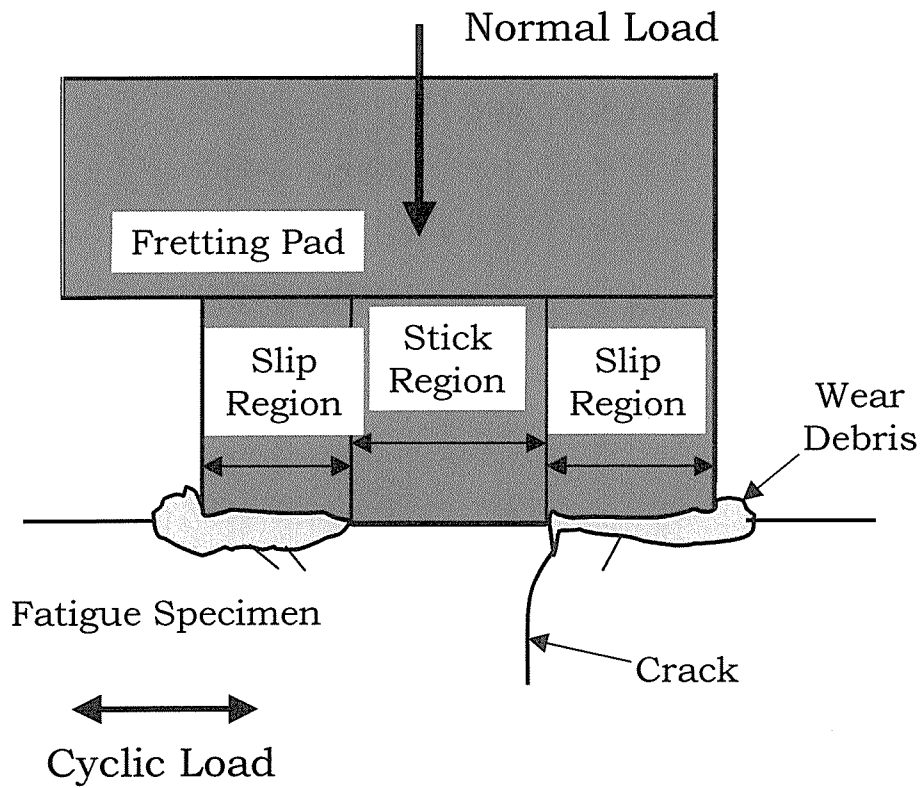 Normal Load
Fretting Pad
Slip
Region
Stick
Region
Slip
Region
Wear
Debris
Fatigue Specimen
Crack
Cyclic Load